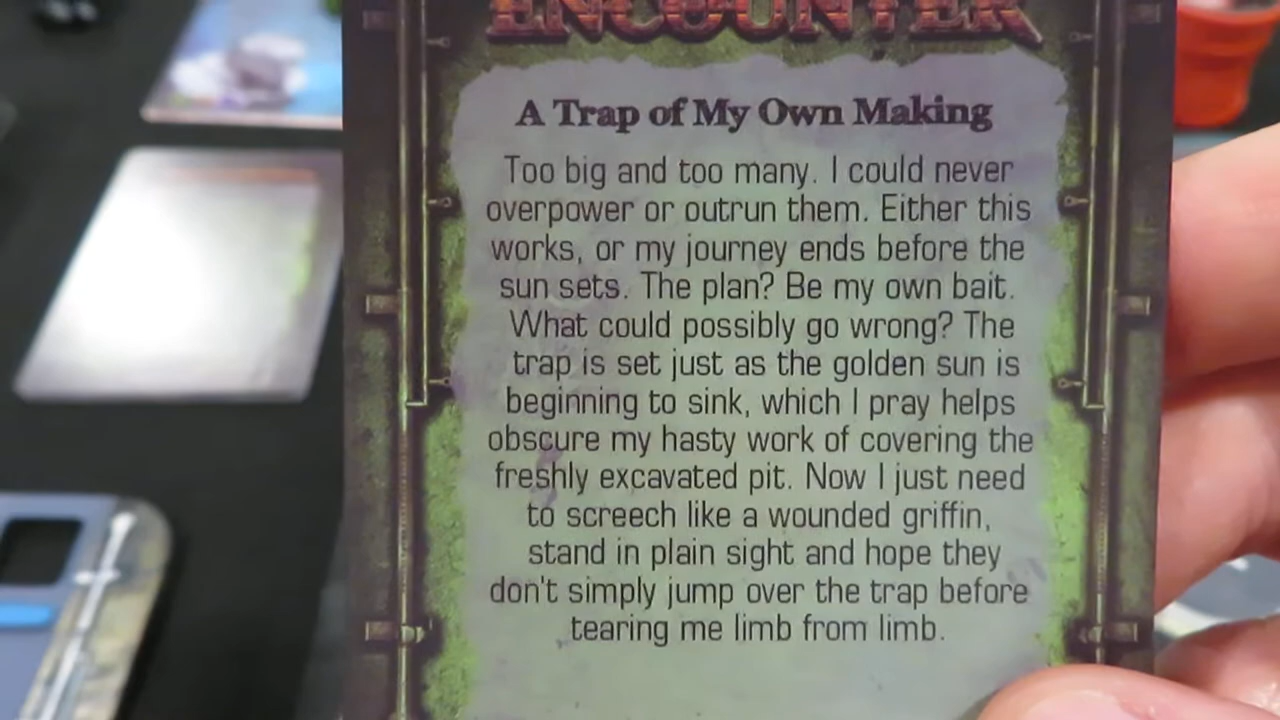 ENCOUNTER
A Trap of My Own Making
Too big and too many. I could never
overpower or outrun them. Either this
works, or my journey ends before the
sun sets. The plan? Be my own bait.
What could possibly go wrong? The
trap is set just as the golden sun is
beginning to sink, which I pray helps
obscure my hasty work of covering the
freshly excavated pit. Now I just need
to screech like a wounded griffin,
stand in plain sight and hope they
don't simply jump over the trap before
tearing me limb from limb.